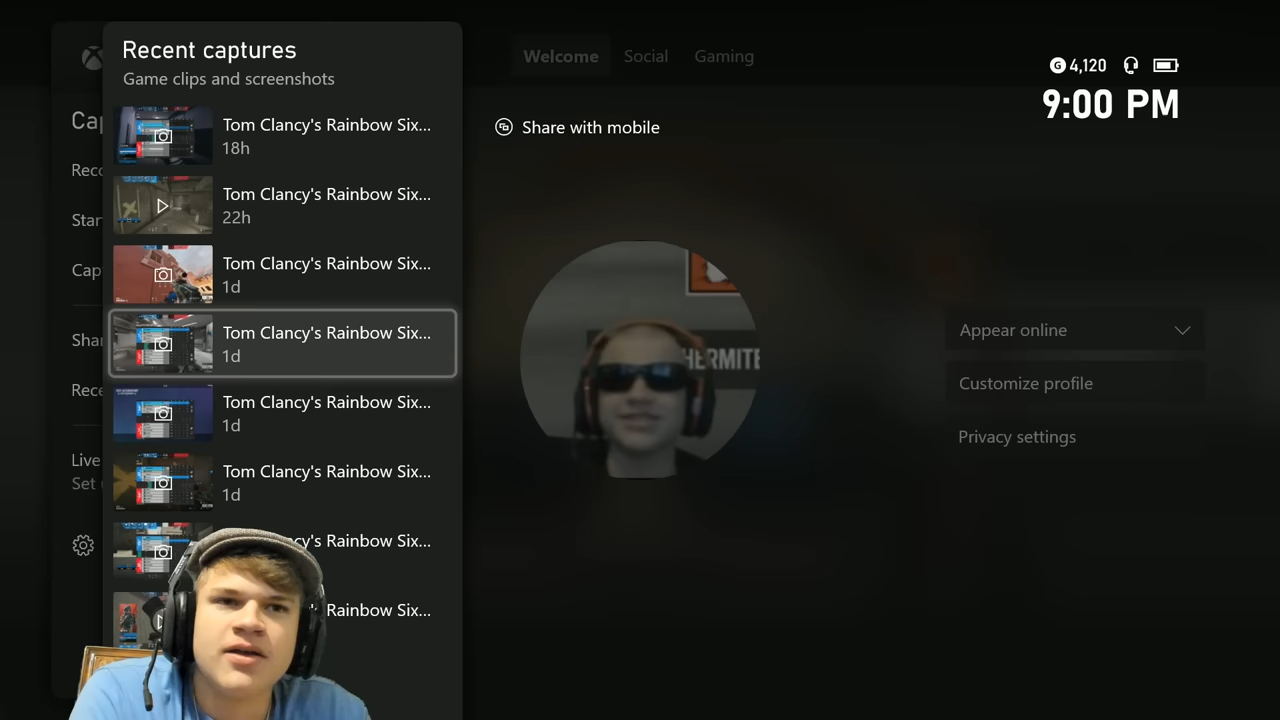 Recent captures
Game clips and screenshots
Tom Clancy's Rainbow Six...
18h
Tom Clancy's Rainbow Six...
22h
Tom Clancy's Rainbow Six...
1d
Tom Clancy's Rainbow Six...
1d
Tom Clancy's Rainbow Six...
1d
Tom Clancy's Rainbow Six...
1d
Rainbow Six...
Rainbow Six...
Welcome
Social
Gaming
Share with mobile
G 4,120
9:00 PM
HERMITE
Appear online
Customize profile
Privacy settings
Live